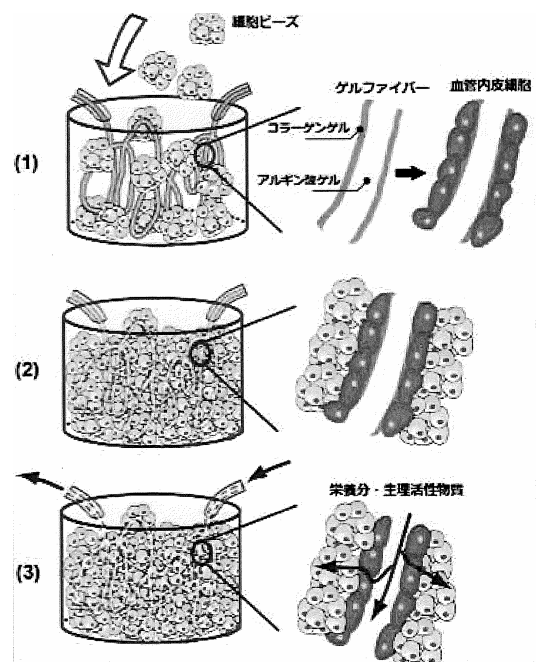 細胞ビーズ
ゲルファイバー
血管内皮細胞
コラーゲンゲル
(1)
アルギン酸ゲル
(2)
栄養分・生理活性物質
(3)